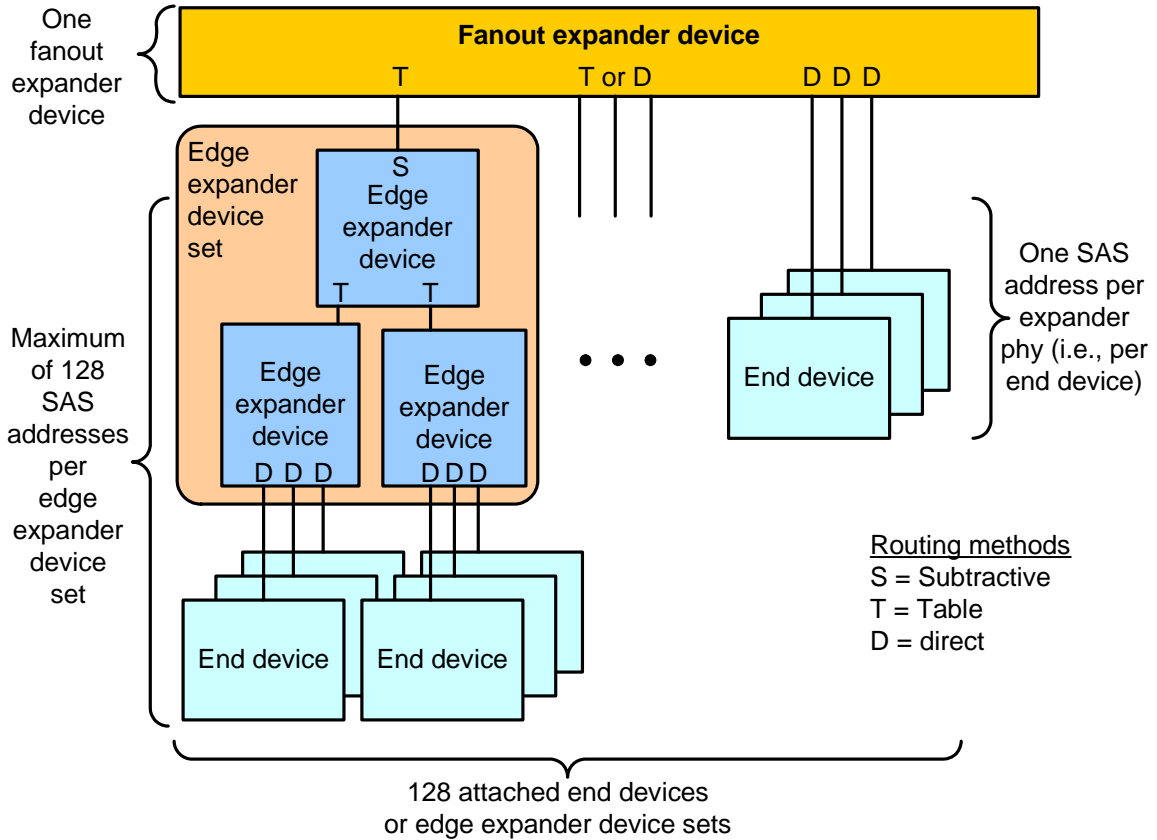 One
fanout
expander
device
Fanout expander device
T
T or D
D D D
Edge
expander
device
set
S
Edge
expander
device
T
T
Edge
expander
device
D D D
Edge
expander
device
D D D
End device
End device
End device
Maximum
of 128
SAS
addresses
per
edge
expander
device
set
One SAS
address per
expander
phy (i.e., per
end device)
Routing methods
S = Subtractive
T = Table
D = direct
128 attached end devices
or edge expander device sets